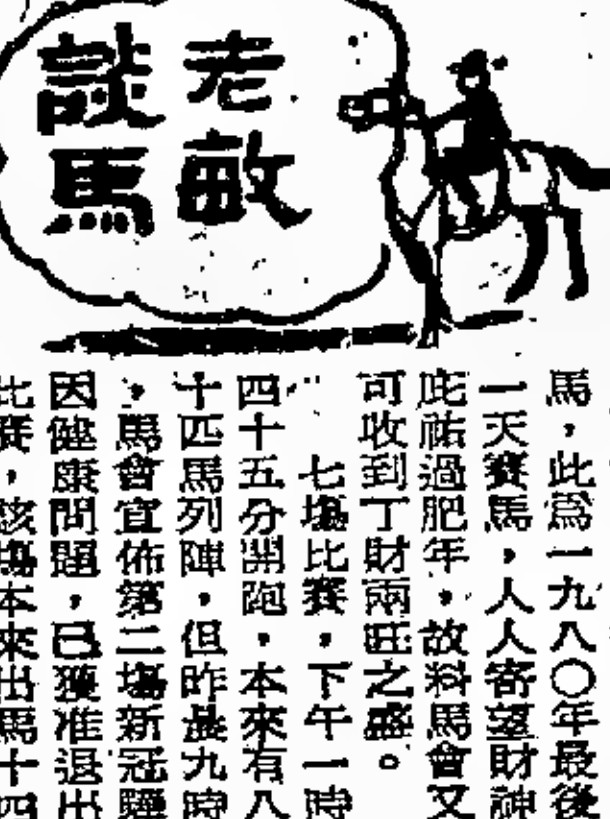 老敏
談馬
馬，此為一九八〇年最後
一天賽馬，人人寄望財神
庇祐過肥年，故料馬會又
可收到丁財兩旺之盛。
七場比賽，下午一時
四十五分開跑，本來有八
十匹馬列陣，但昨晨九時
，馬會宣佈第二場新冠驊
因健康問題，已獲准退出
比賽，該場本來出馬十四